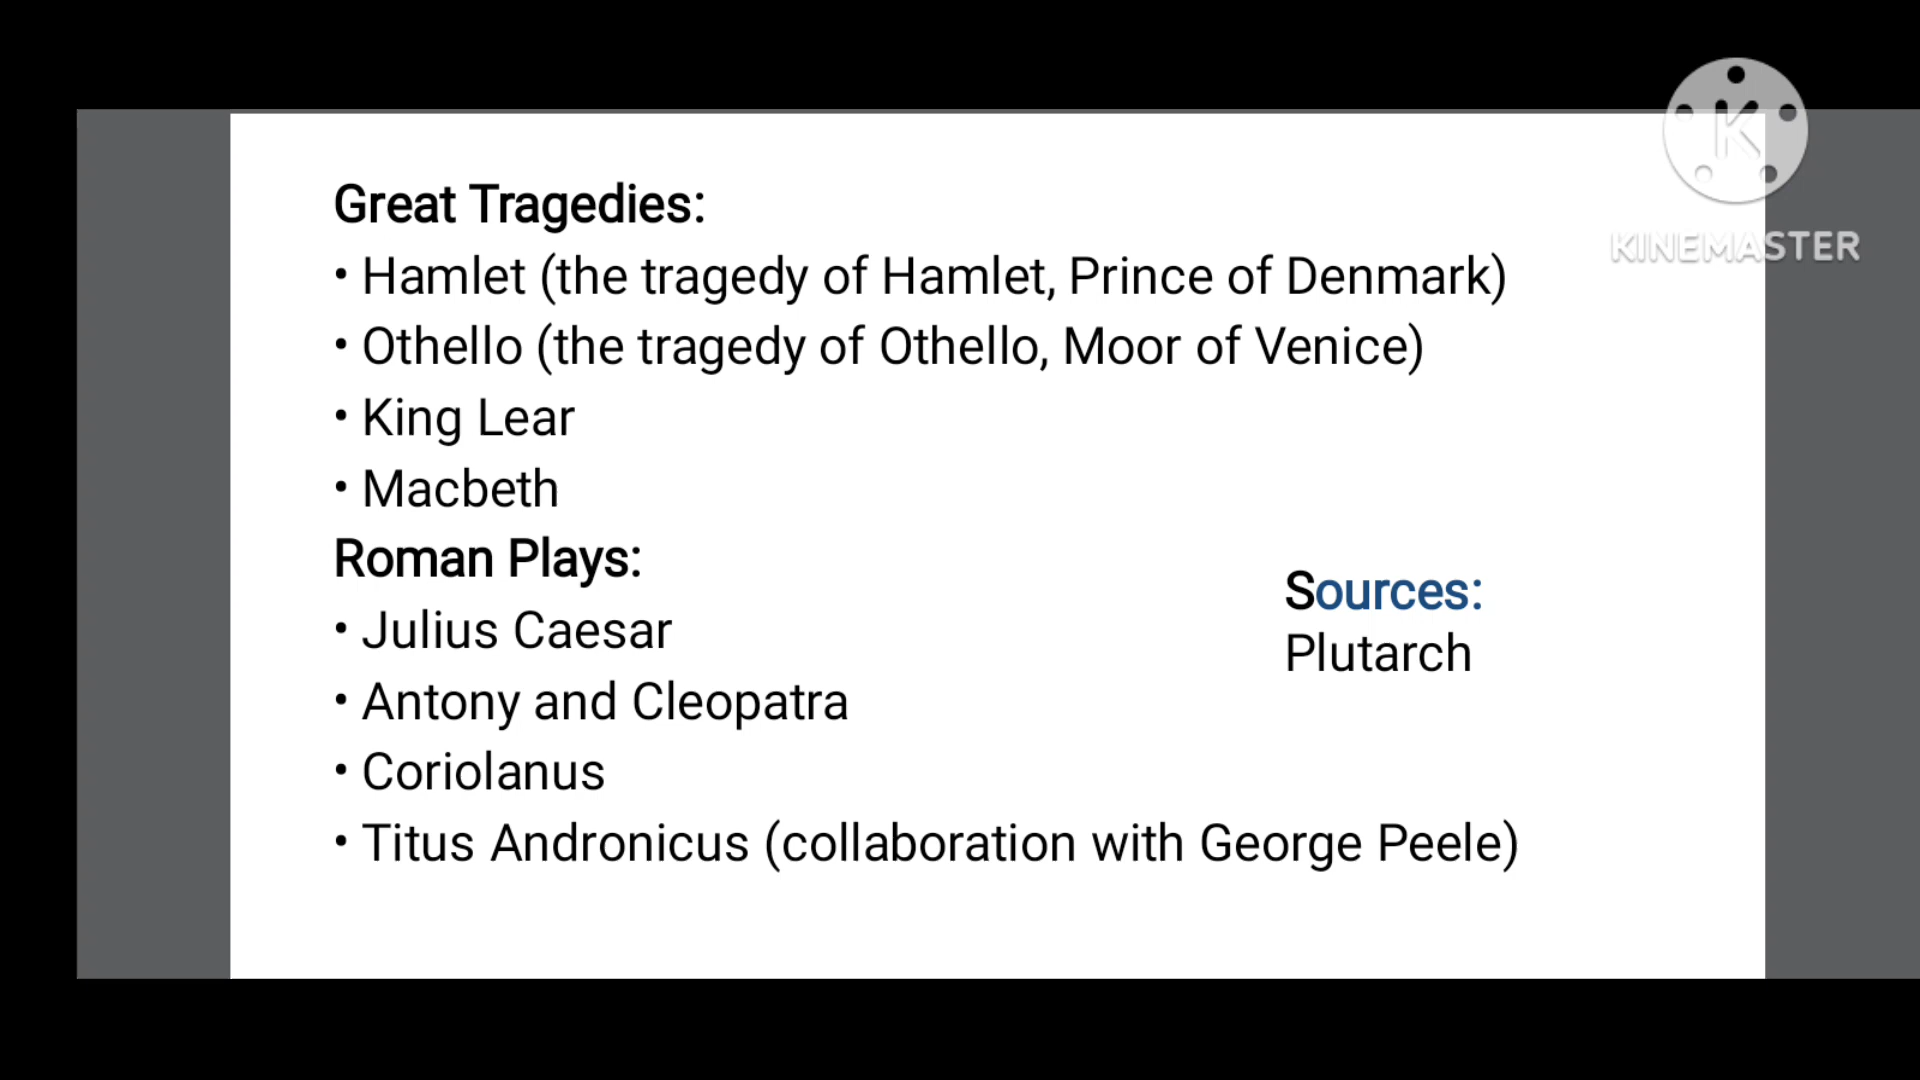 KINEMASTER
Great Tragedies:
• Hamlet (the tragedy of Hamlet, Prince of Denmark)
• Othello (the tragedy of Othello, Moor of Venice)
• King Lear
• Macbeth
Roman Plays:
• Julius Caesar
• Antony and Cleopatra
• Coriolanus
• Titus Andronicus (collaboration with George Peele)
Sources:
Plutarch